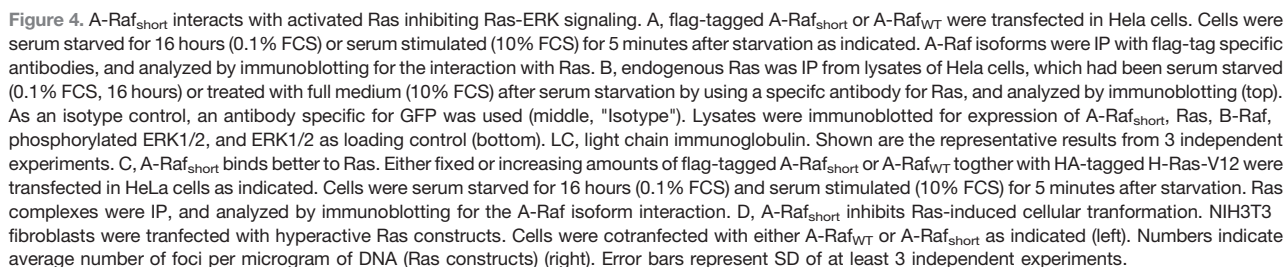 Figure 4. A-Rafshort interacts with activated Ras inhibiting Ras-ERK signaling. A, flag-tagged A-Rafshort or A-RafWT were transfected in Hela cells. Cells were
serum starved for 16 hours (0.1% FCS) or serum stimulated (10% FCS) for 5 minutes after starvation as indicated. A-Raf isoforms were IP with flag-tag specific
antibodies, and analyzed by immunoblotting for the interaction with Ras. B, endogenous Ras was IP from lysates of Hela cells, which had been serum starved
(0.1% FCS, 16 hours) or treated with full medium (10% FCS) after serum starvation by using a specifc antibody for Ras, and analyzed by immunoblotting (top).
As an isotype control, an antibody specific for GFP was used (middle, "Isotype"). Lysates were immunoblotted for expression of A-Rafshort, Ras, B-Raf,
phosphorylated ERK1/2, and ERK1/2 as loading control (bottom). LC, light chain immunoglobulin. Shown are the representative results from 3 independent
experiments. C, A-Rafshort binds better to Ras. Either fixed or increasing amounts of flag-tagged A-Rafshort or A-RafWT togther with HA-tagged H-Ras-V12 were
transfected in HeLa cells as indicated. Cells were serum starved for 16 hours (0.1% FCS) and serum stimulated (10% FCS) for 5 minutes after starvation. Ras
complexes were IP, and analyzed by immunoblotting for the A-Raf isoform interaction. D, A-Rafshort inhibits Ras-induced cellular tranformation. NIH3T3
fibroblasts were tranfected with hyperactive Ras constructs. Cells were cotranfected with either A-RafWT or A-Rafshort as indicated (left). Numbers indicate
average number of foci per microgram of DNA (Ras constructs) (right). Error bars represent SD of at least 3 independent experiments.